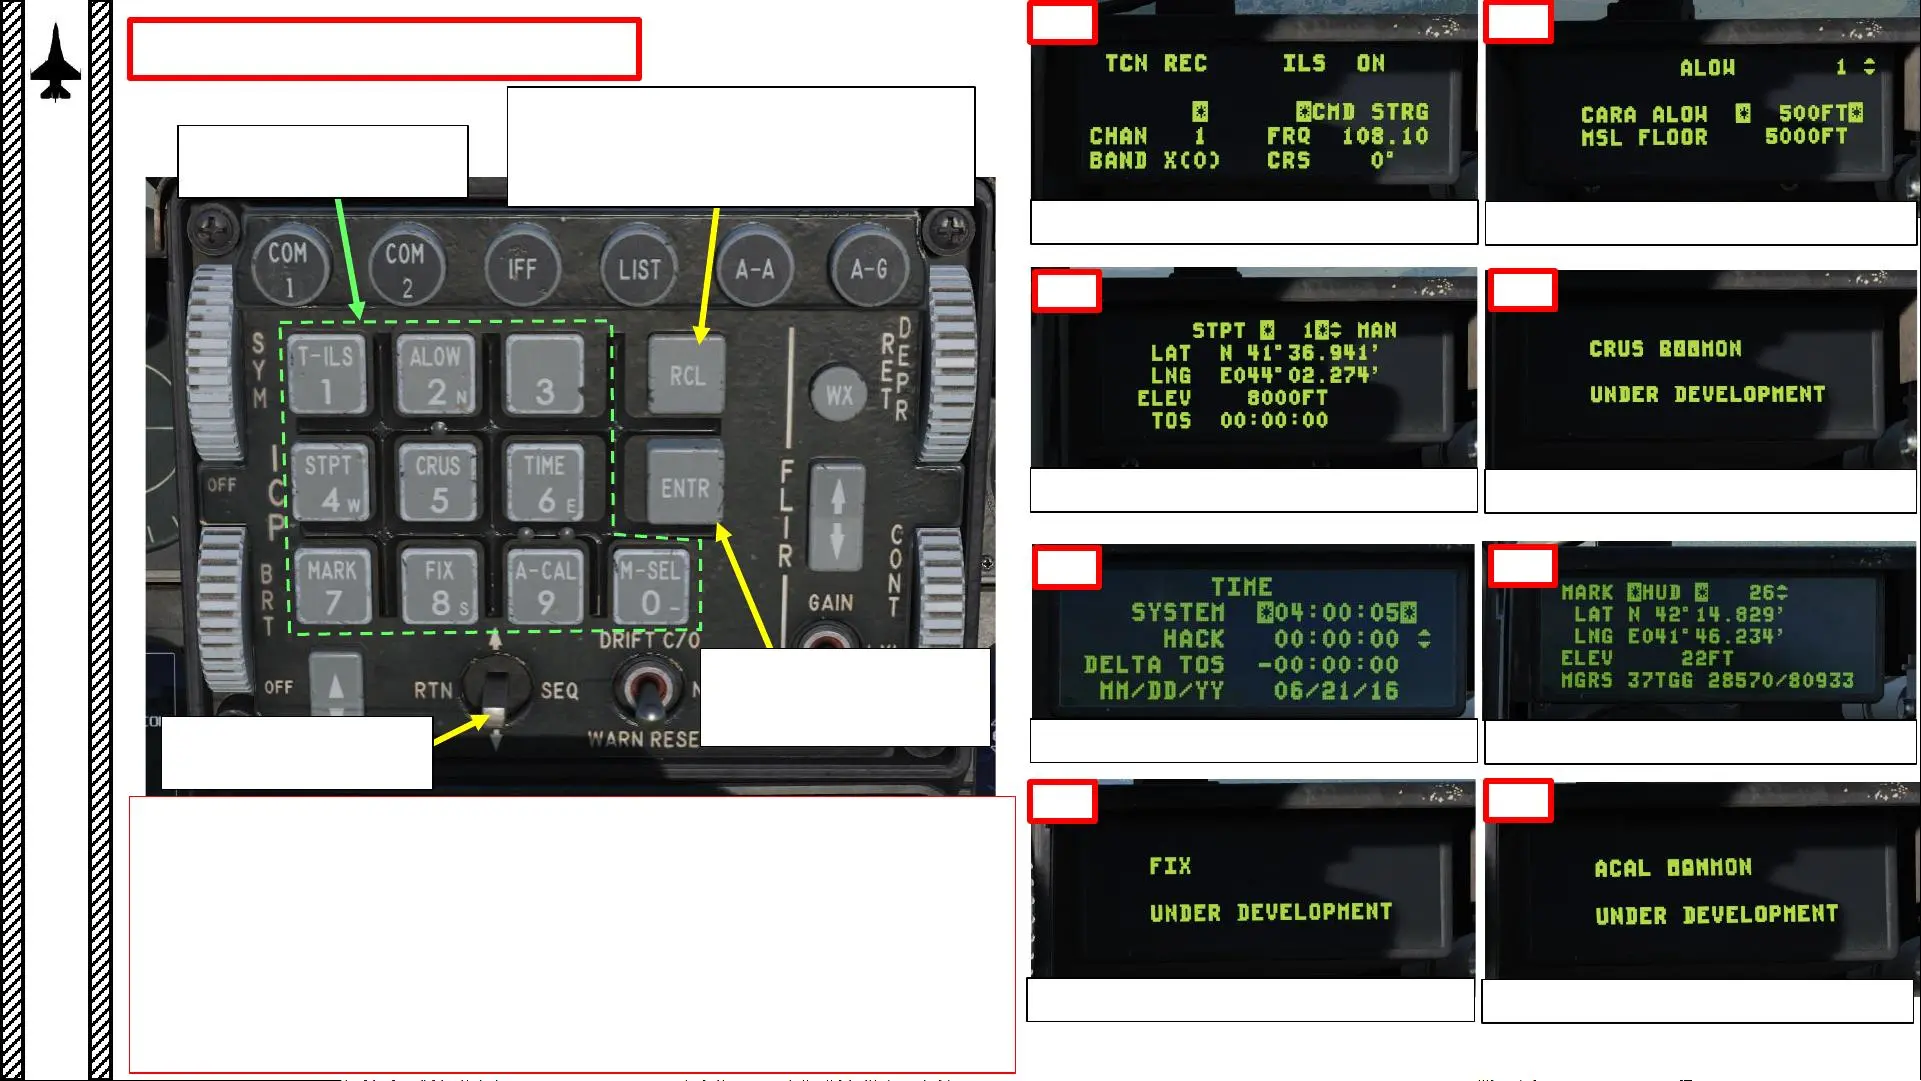 COM 1
COM 2
IFF
LIST
A-A
A-G
SYM
T-ILS 1
ALOW 2 N
3
RCL
WX
RET
DEPR
OFF
ICP
STPT 4 W
CRUS 5
TIME 6 E
ENTR
FLIR
CONT
BRT
MARK 7
FIX 8 S
A-CAL 9
M-SEL 0 -
GAIN
DRIFT C/O
OFF
RTN
SEQ
WARN RESE
TCN REC ILS ON
CMD STRG
CHAN 1 FRQ 108.10
BAND X(0) CRS 0°
ALOW 1
CARA ALOW 500FT
MSL FLOOR 5000FT
STPT 1 MAN
LAT N 41°36.941'
LNG E044°02.274'
ELEV 8000FT
TOS 00:00:00
CRUS
UNDER DEVELOPMENT
TIME
SYSTEM *04:00:05*
HACK 00:00:00
DELTA TOS -00:00:00
MM/DD/YY 06/21/16
MARK *HUD * 26
LAT N 42°14.829'
LNG E041°46.234'
ELEV 22FT
MGRS 37TGG 28570/80933
FIX
UNDER DEVELOPMENT
ACAL
UNDER DEVELOPMENT